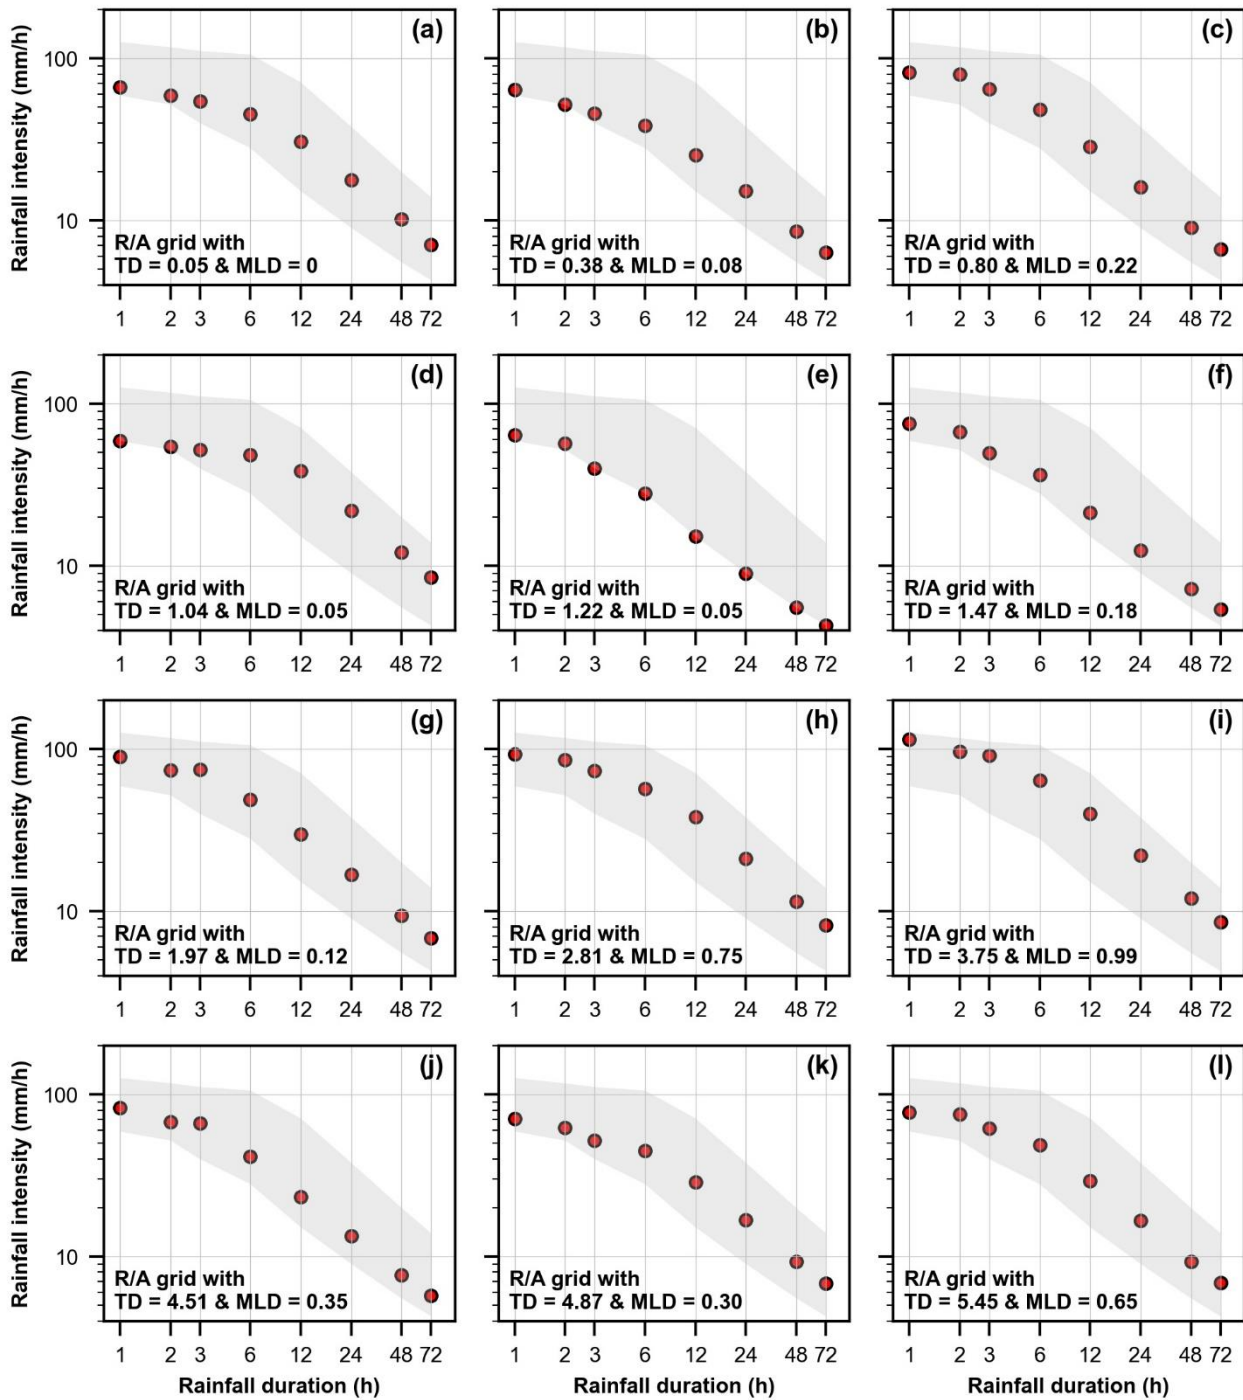 Rainfall intensity (mm/h)
100
10
(a)
R/A grid with
TD = 0.05 & MLD = 0
1 2 3 6 12 24 48 72
(b)
R/A grid with
TD = 0.38 & MLD = 0.08
1 2 3 6 12 24 48 72
(c)
R/A grid with
TD = 0.80 & MLD = 0.22
1 2 3 6 12 24 48 72
Rainfall intensity (mm/h)
100
10
(d)
R/A grid with
TD = 1.04 & MLD = 0.05
1 2 3 6 12 24 48 72
(e)
R/A grid with
TD = 1.22 & MLD = 0.05
1 2 3 6 12 24 48 72
(f)
R/A grid with
TD = 1.47 & MLD = 0.18
1 2 3 6 12 24 48 72
Rainfall intensity (mm/h)
100
10
(g)
R/A grid with
TD = 1.97 & MLD = 0.12
1 2 3 6 12 24 48 72
(h)
R/A grid with
TD = 2.81 & MLD = 0.75
1 2 3 6 12 24 48 72
(i)
R/A grid with
TD = 3.75 & MLD = 0.99
1 2 3 6 12 24 48 72
Rainfall intensity (mm/h)
100
10
(j)
R/A grid with
TD = 4.51 & MLD = 0.35
1 2 3 6 12 24 48 72
Rainfall duration (h)
(k)
R/A grid with
TD = 4.87 & MLD = 0.30
1 2 3 6 12 24 48 72
Rainfall duration (h)
(l)
R/A grid with
TD = 5.45 & MLD = 0.65
1 2 3 6 12 24 48 72
Rainfall duration (h)